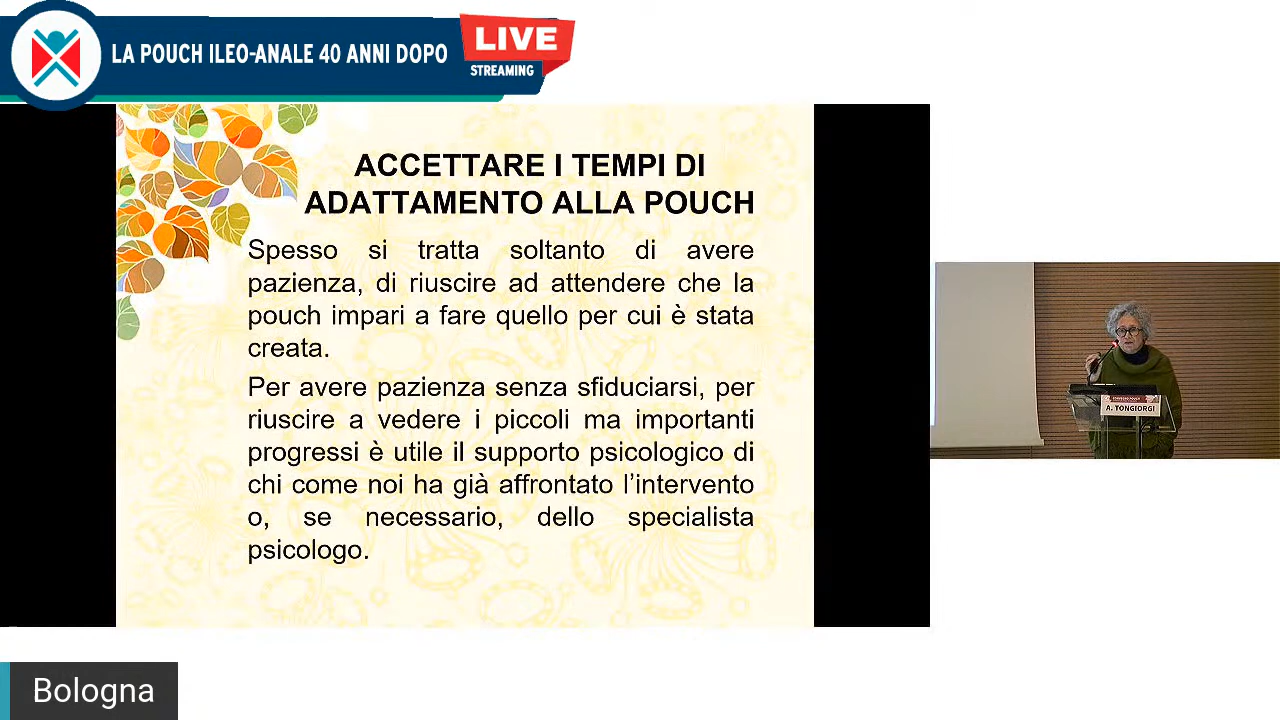 LA POUCH ILEO-ANALE 40 ANNI DOPO
LIVE
STREAMING
ACCETTARE I TEMPI DI
ADATTAMENTO ALLA POUCH
Spesso si tratta soltanto di avere
pazienza, di riuscire ad attendere che la
pouch impari a fare quello per cui è stata
creata.
Per avere pazienza senza sfiduciarsi, per
riuscire a vedere i piccoli ma importanti
progressi è utile il supporto psicologico di
chi come noi ha già affrontato l'intervento
o, se necessario, dello specialista
psicologo.
A. TONGIORGI
Bologna